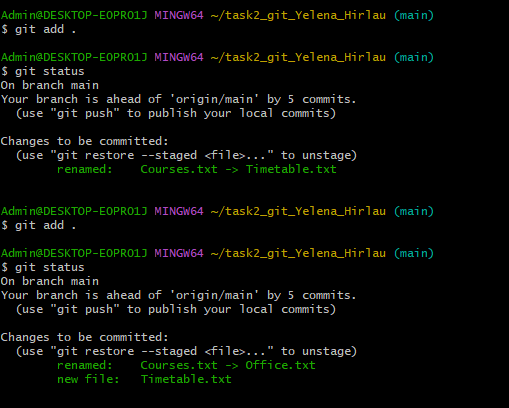 Admin@DESKTOP-EOPRO1J MINGW64 ~/task2_git_Yelena_Hirlau (main)
$ git add .
Admin@DESKTOP-EOPRO1J MINGW64 ~/task2_git_Yelena_Hirlau (main)
$ git status
On branch main
Your branch is ahead of 'origin/main' by 5 commits.
  (use "git push" to publish your local commits)
Changes to be committed:
  (use "git restore --staged <file>..." to unstage)
        renamed:    Courses.txt -> Timetable.txt
Admin@DESKTOP-EOPRO1J MINGW64 ~/task2_git_Yelena_Hirlau (main)
$ git add .
Admin@DESKTOP-EOPRO1J MINGW64 ~/task2_git_Yelena_Hirlau (main)
$ git status
On branch main
Your branch is ahead of 'origin/main' by 5 commits.
  (use "git push" to publish your local commits)
Changes to be committed:
  (use "git restore --staged <file>..." to unstage)
        renamed:    Courses.txt -> Office.txt
        new file:   Timetable.txt